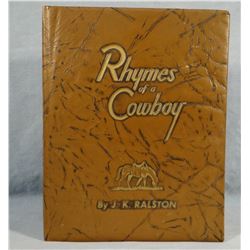 Rhymes
of a
Cowboy
By J. K. RALSTON